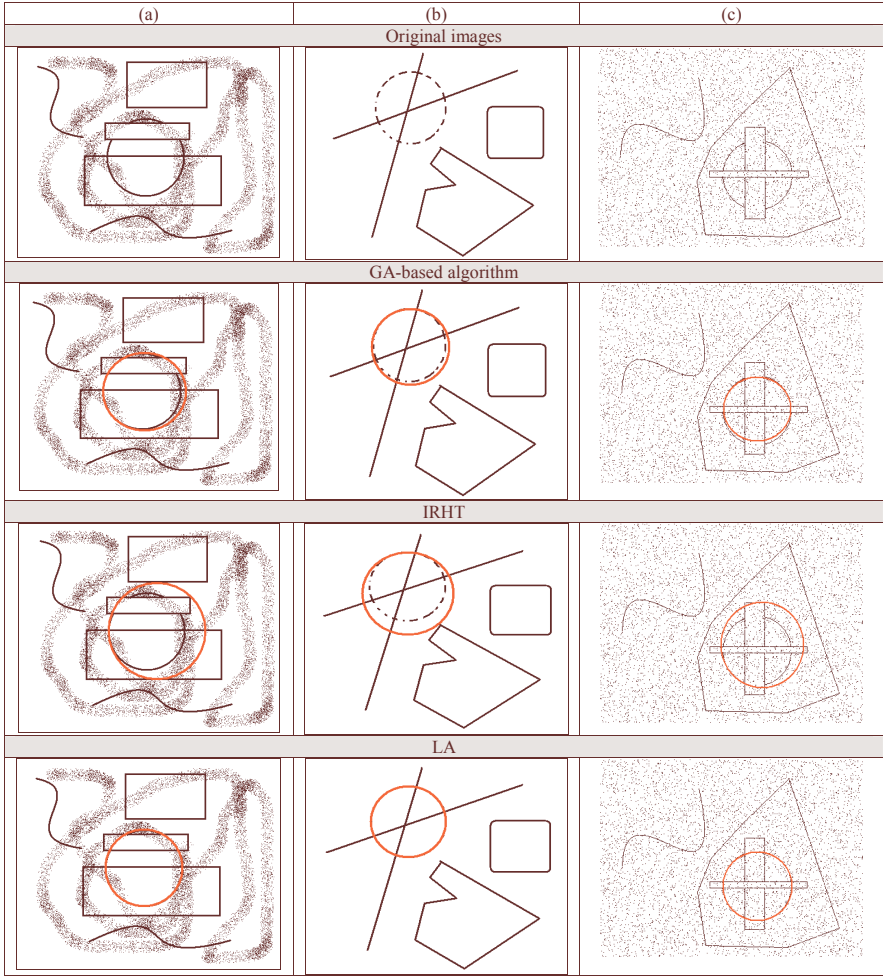 (a) (b) (c)
Original images
GA-based algorithm
IRHT
LA